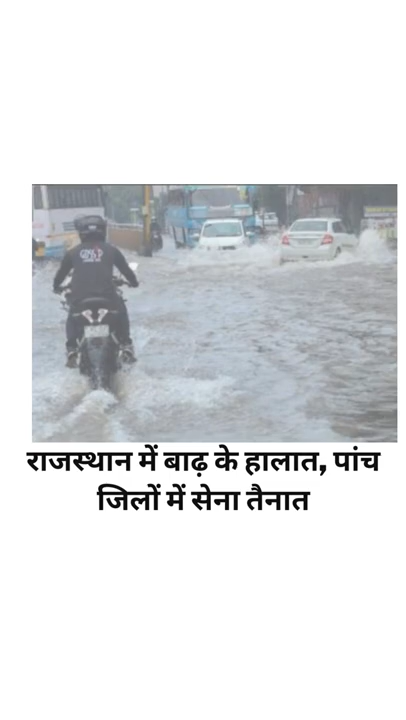 राजस्थान में बाढ़ के हालात, पांच
जिलों में सेना तैनात